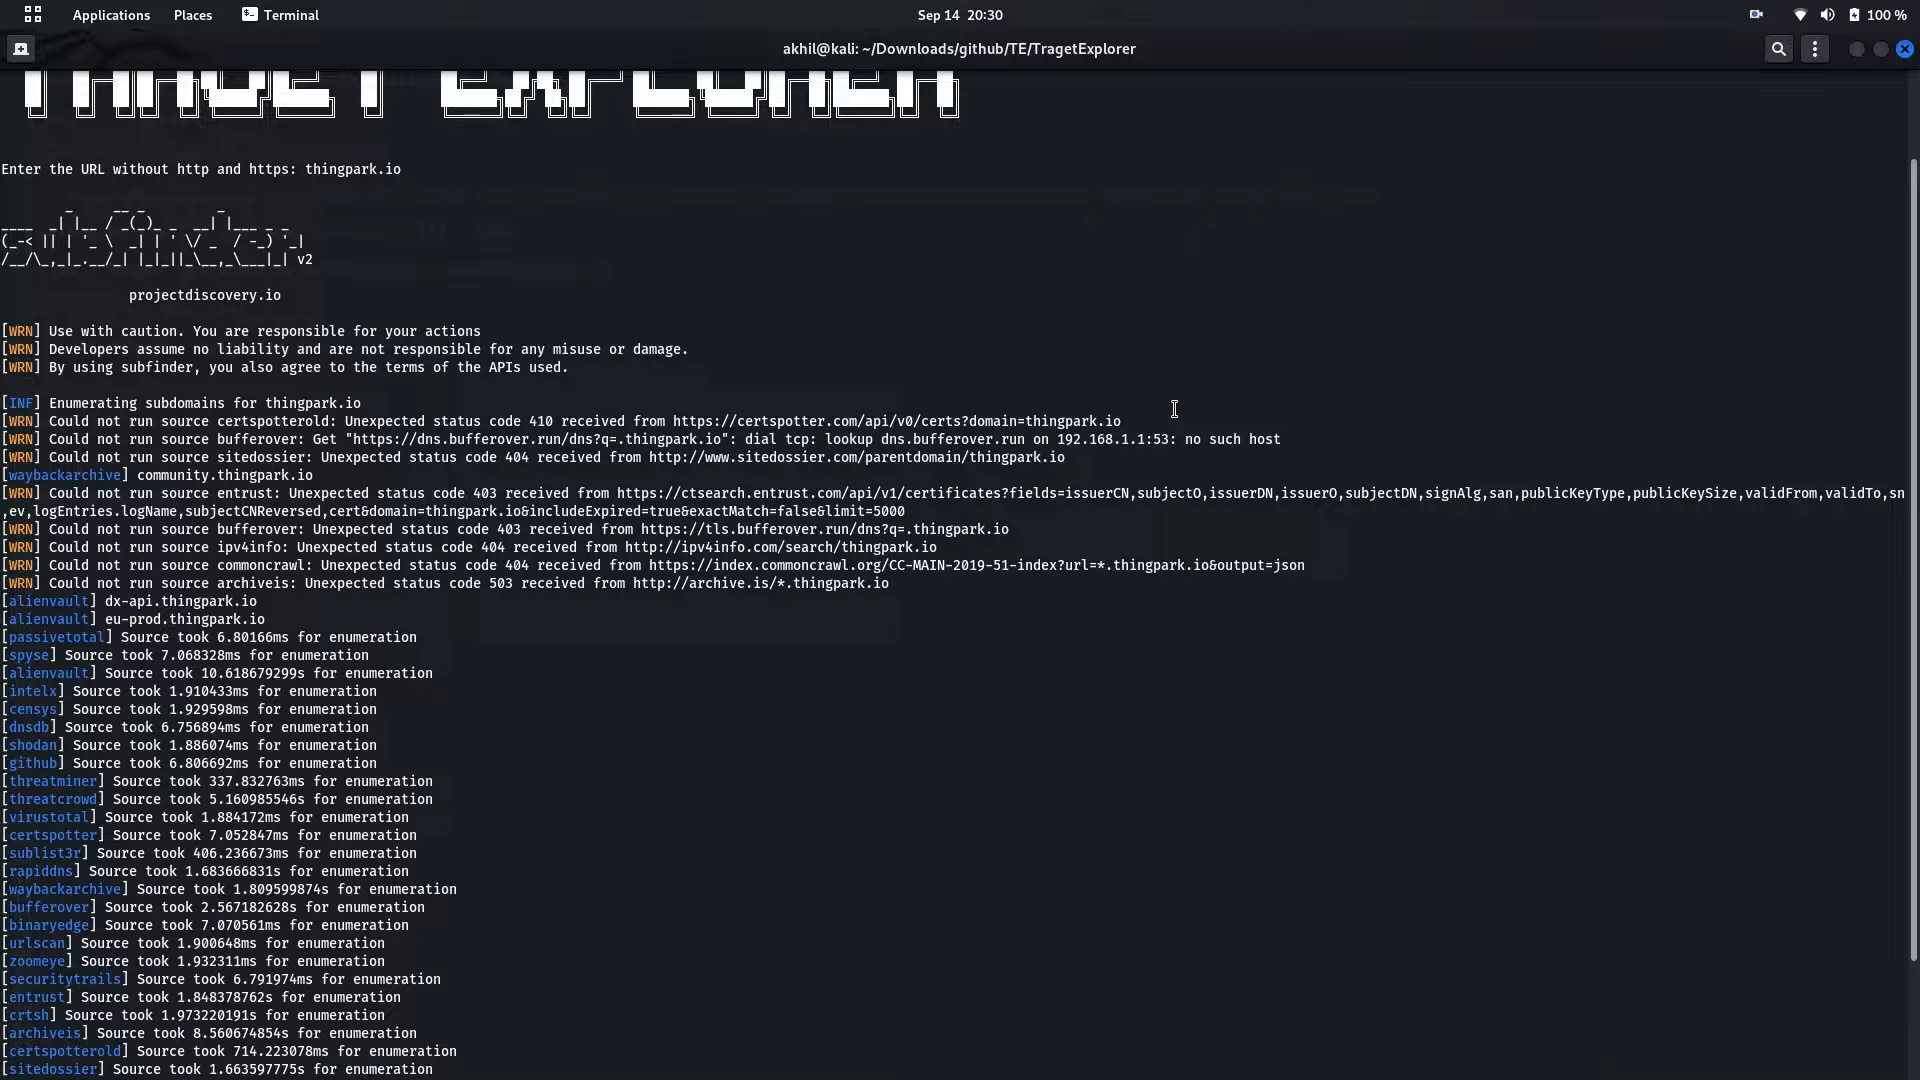 Applications Places Terminal Sep 14 20:30 100 %
akhil@kali: ~/Downloads/github/TE/TragetExplorer
Enter the URL without http and https: thingpark.io
v2
projectdiscovery.io
[WRN] Use with caution. You are responsible for your actions
[WRN] Developers assume no liability and are not responsible for any misuse or damage.
[WRN] By using subfinder, you also agree to the terms of the APIs used.
[INF] Enumerating subdomains for thingpark.io
[WRN] Could not run source certspotterold: Unexpected status code 410 received from https://certspotter.com/api/v0/certs?domain=thingpark.io
[WRN] Could not run source bufferover: Get "https://dns.bufferover.run/dns?q=.thingpark.io": dial tcp: lookup dns.bufferover.run on 192.168.1.1:53: no such host
[WRN] Could not run source sitedossier: Unexpected status code 404 received from http://www.sitedossier.com/parentdomain/thingpark.io
[waybackarchive] community.thingpark.io
[WRN] Could not run source entrust: Unexpected status code 403 received from https://ctsearch.entrust.com/api/v1/certificates?fields=issuerCN,subjectO,issuerDN,issuerO,subjectDN,signAlg,san,publicKeyType,publicKeySize,validFrom,validTo,sn
,ev,logEntries.logName,subjectCNReversed,cert&domain=thingpark.io&includeExpired=true&exactMatch=false&limit=5000
[WRN] Could not run source bufferover: Unexpected status code 403 received from https://tls.bufferover.run/dns?q=.thingpark.io
[WRN] Could not run source ipv4info: Unexpected status code 404 received from http://ipv4info.com/search/thingpark.io
[WRN] Could not run source commoncrawl: Unexpected status code 404 received from https://index.commoncrawl.org/CC-MAIN-2019-51-index?url=*.thingpark.io&output=json
[WRN] Could not run source archiveis: Unexpected status code 503 received from http://archive.is/*.thingpark.io
[alienvault] dx-api.thingpark.io
[alienvault] eu-prod.thingpark.io
[passivetotal] Source took 6.80166ms for enumeration
[spyse] Source took 7.068328ms for enumeration
[alienvault] Source took 10.618679299s for enumeration
[intelx] Source took 1.910433ms for enumeration
[censys] Source took 1.929598ms for enumeration
[dnsdb] Source took 6.756894ms for enumeration
[shodan] Source took 1.886074ms for enumeration
[github] Source took 6.806692ms for enumeration
[threatminer] Source took 337.832763ms for enumeration
[threatcrowd] Source took 5.160985546s for enumeration
[virustotal] Source took 1.884172ms for enumeration
[certspotter] Source took 7.052847ms for enumeration
[sublist3r] Source took 406.236673ms for enumeration
[rapiddns] Source took 1.683666831s for enumeration
[waybackarchive] Source took 1.809599874s for enumeration
[bufferover] Source took 2.567182628s for enumeration
[binaryedge] Source took 7.070561ms for enumeration
[urlscan] Source took 1.900648ms for enumeration
[zoomeye] Source took 1.932311ms for enumeration
[securitytrails] Source took 6.791974ms for enumeration
[entrust] Source took 1.848378762s for enumeration
[crtsh] Source took 1.973220191s for enumeration
[archiveis] Source took 8.560674854s for enumeration
[certspotterold] Source took 714.223078ms for enumeration
[sitedossier] Source took 1.663597775s for enumeration